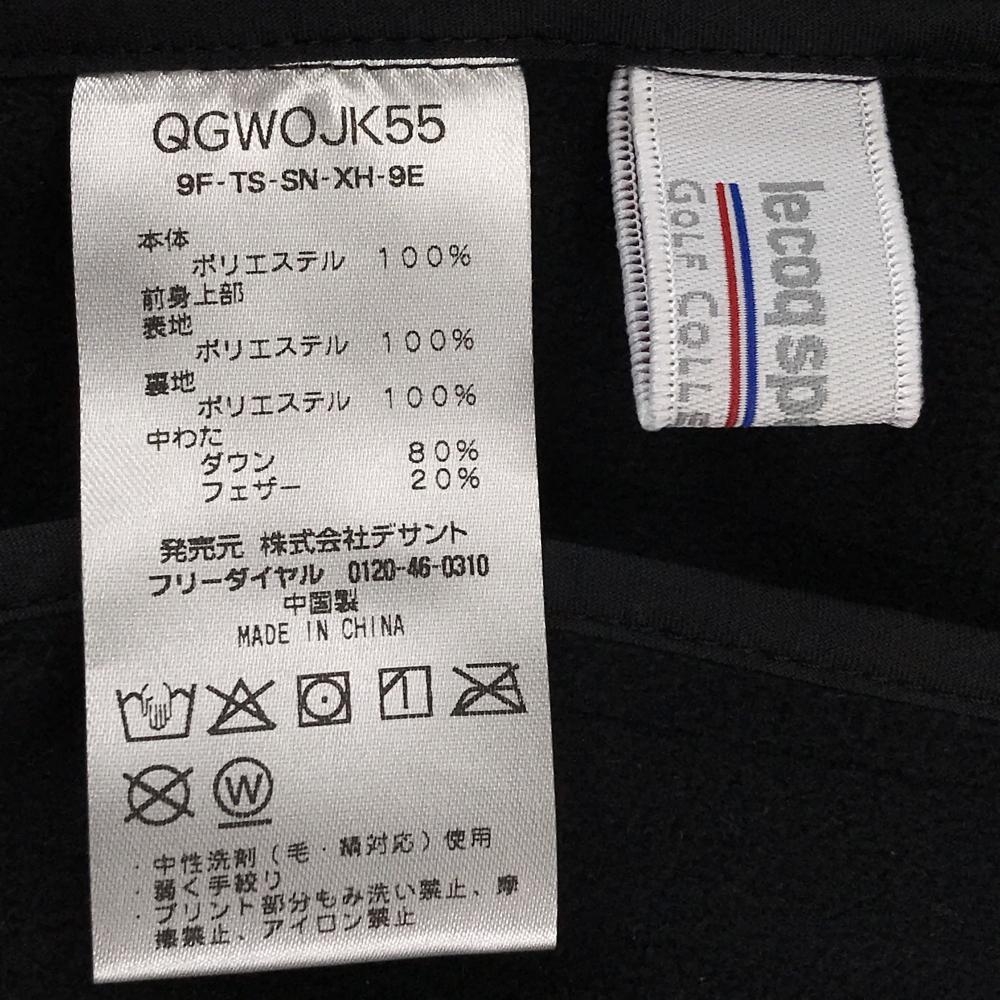 QGWOJK55
9F-TS-SN-XH-9E
本体
ポリエステル 100%
前身上部
表地
ポリエステル 100%
裏地
ポリエステル 100%
中わた
ダウン 80%
フェザー 20%
発売元 株式会社デサント
フリーダイヤル 0120-46-0310
中国製
MADE IN CHINA
W
・中性洗剤（毛・絹対応）使用
・弱く手絞り
・プリント部分もみ洗い禁止、摩
擦禁止、アイロン禁止
lecoq spo
GOLF COLLE